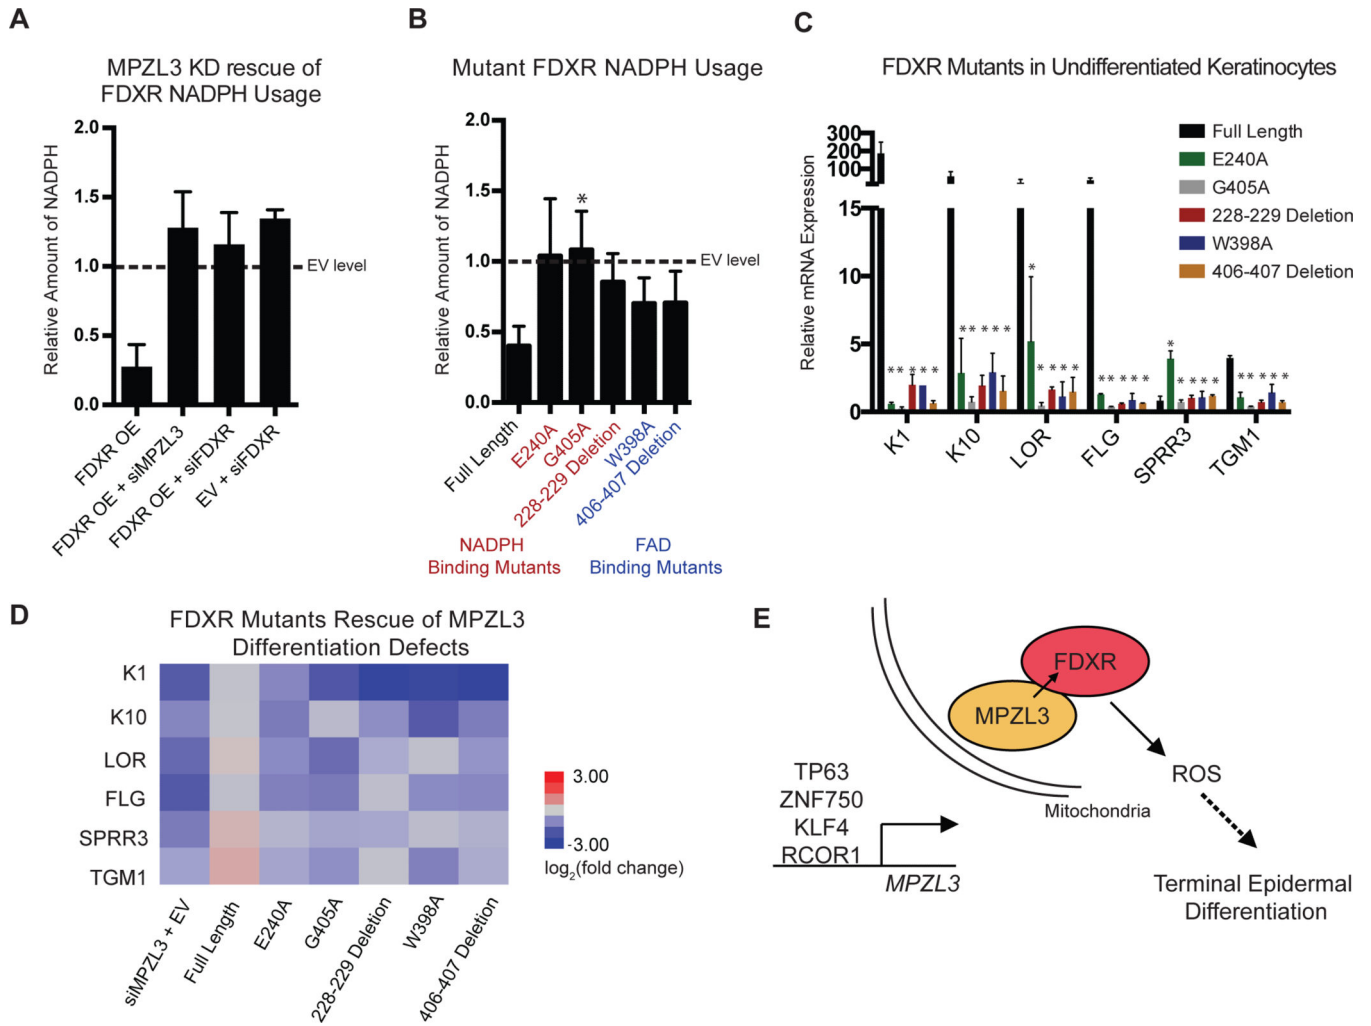 A
MPZL3 KD rescue of
FDXR NADPH Usage
Relative Amount of NADPH
2.0
1.5
1.0
0.5
0.0
EV level
FDXR OE
FDXR OE + siMPZL3
FDXR OE + siFDXR
EV + siFDXR
B
Mutant FDXR NADPH Usage
Relative Amount of NADPH
2.0
1.5
1.0
0.5
0.0
*
EV level
Full Length
E240A
G405A
228-229 Deletion
W398A
406-407 Deletion
NADPH
Binding Mutants
FAD
Binding Mutants
C
FDXR Mutants in Undifferentiated Keratinocytes
Relative mRNA Expression
300
200
100
15
10
5
0
Full Length
E240A
G405A
228-229 Deletion
W398A
406-407 Deletion
* * * * *
* * * * *
*
* * * *
* * * * *
*
* * * *
* * * * *
K1
K10
LOR
FLG
SPRR3
TGM1
D
FDXR Mutants Rescue of MPZL3
Differentiation Defects
K1
K10
LOR
FLG
SPRR3
TGM1
siMPZL3 + EV
Full Length
E240A
G405A
228-229 Deletion
W398A
406-407 Deletion
3.00
-3.00
log2(fold change)
E
FDXR
MPZL3
ROS
Mitochondria
TP63
ZNF750
KLF4
RCOR1
MPZL3
Terminal Epidermal
Differentiation